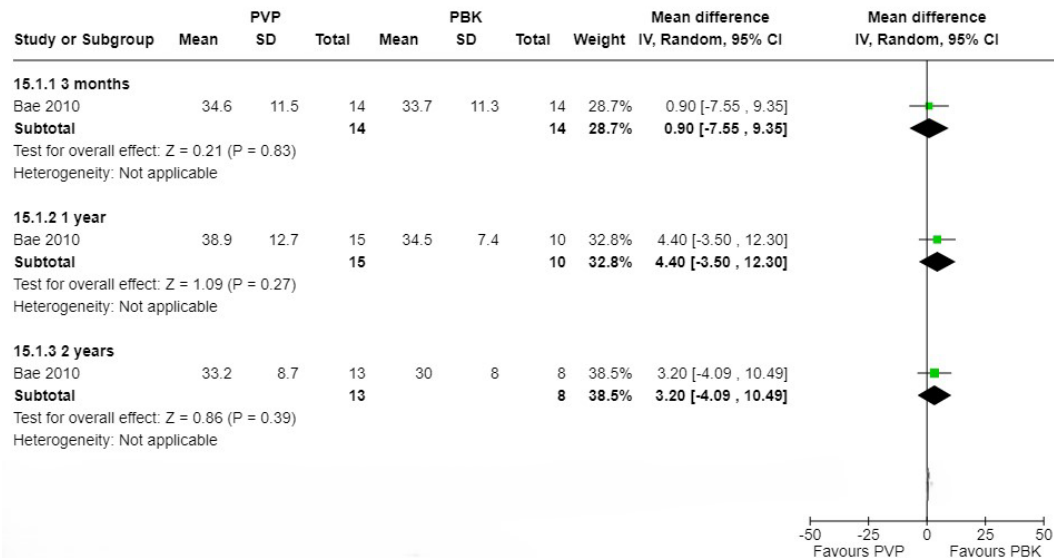 PVP PBK Mean difference Mean difference
Study or Subgroup Mean SD Total Mean SD Total Weight IV, Random, 95% CI IV, Random, 95% CI
15.1.1 3 months
Bae 2010 34.6 11.5 14 33.7 11.3 14 28.7% 0.90 [-7.55 , 9.35]
Subtotal 14 14 28.7% 0.90 [-7.55 , 9.35]
Test for overall effect: Z = 0.21 (P = 0.83)
Heterogeneity: Not applicable
15.1.2 1 year
Bae 2010 38.9 12.7 15 34.5 7.4 10 32.8% 4.40 [-3.50 , 12.30]
Subtotal 15 10 32.8% 4.40 [-3.50 , 12.30]
Test for overall effect: Z = 1.09 (P = 0.27)
Heterogeneity: Not applicable
15.1.3 2 years
Bae 2010 33.2 8.7 13 30 8 8 38.5% 3.20 [-4.09 , 10.49]
Subtotal 13 8 38.5% 3.20 [-4.09 , 10.49]
Test for overall effect: Z = 0.86 (P = 0.39)
Heterogeneity: Not applicable
-50 -25 0 25 50
Favours PVP Favours PBK